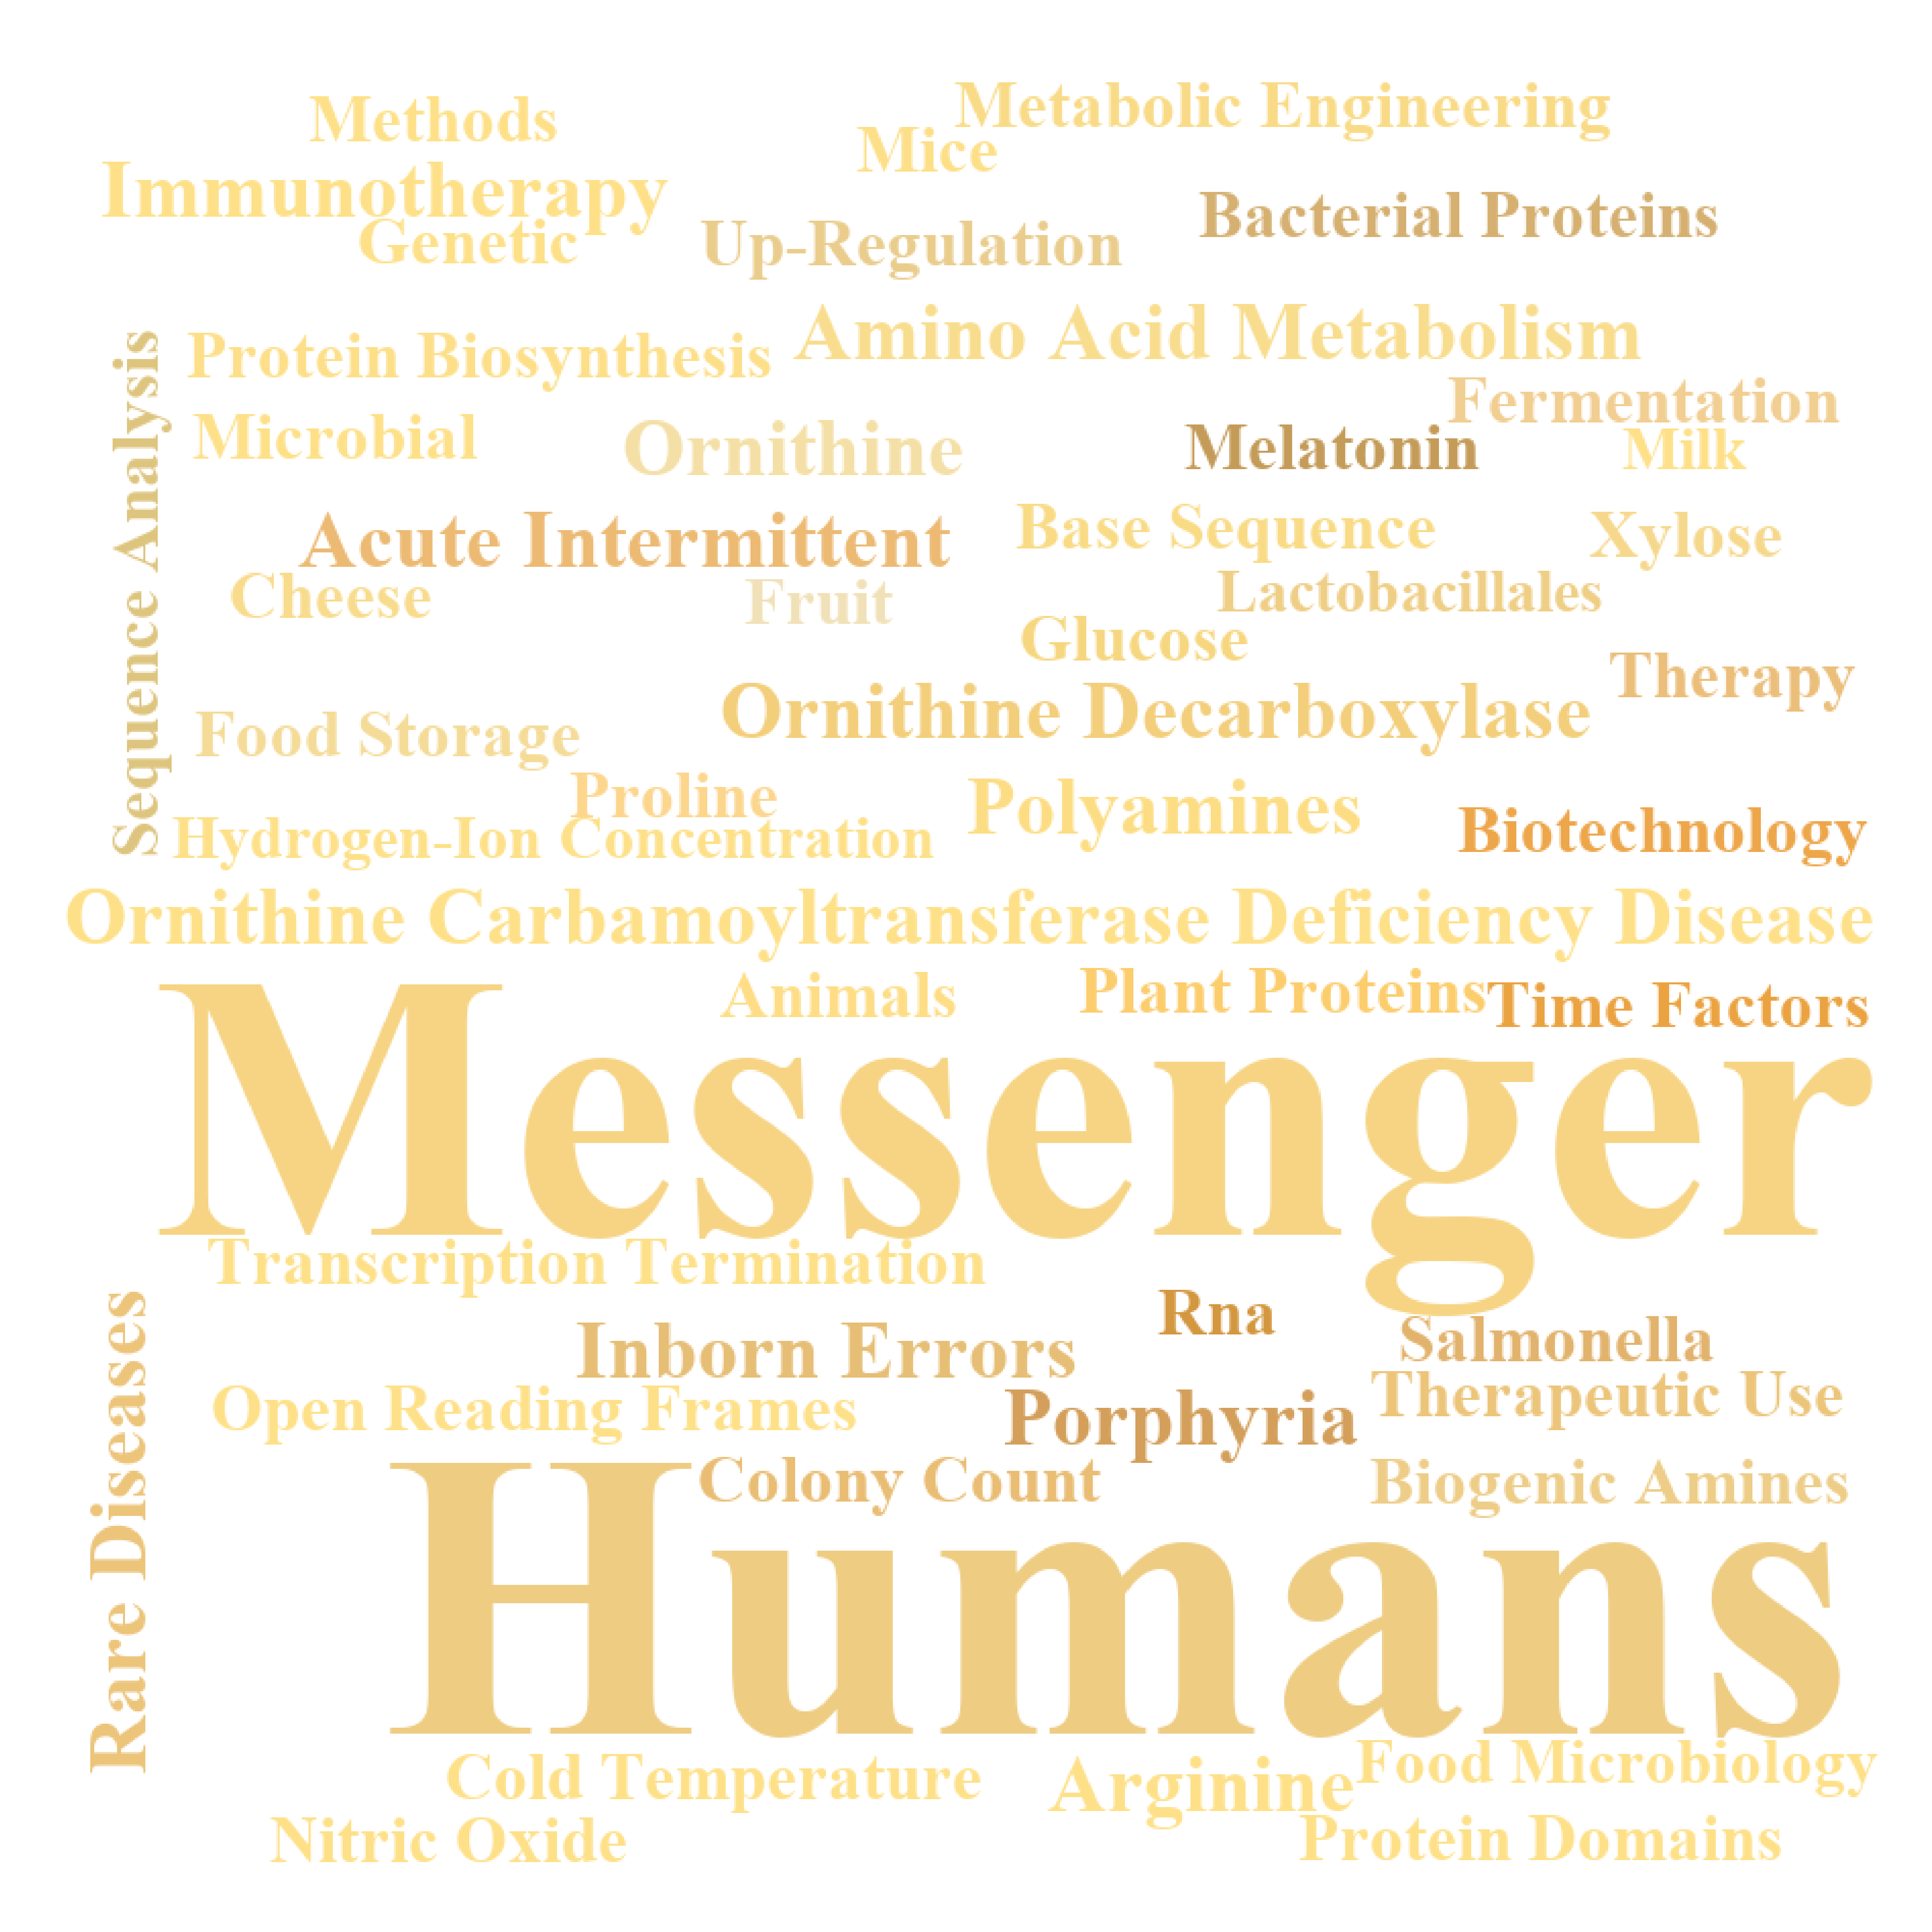 Methods
Metabolic Engineering
Mice
Immunotherapy
Bacterial Proteins
Genetic
Up-Regulation
Amino Acid Metabolism
Sequence Analysis
Protein Biosynthesis
Fermentation
Microbial
Ornithine
Melatonin
Milk
Acute Intermittent
Base Sequence
Xylose
Cheese
Fruit
Lactobacillales
Glucose
Therapy
Food Storage
Ornithine Decarboxylase
Proline
Polyamines
Biotechnology
Hydrogen-Ion Concentration
Ornithine Carbamoyltransferase Deficiency Disease
Animals
Plant Proteins
Time Factors
Messenger
Transcription Termination
Rna
Salmonella
Rare Diseases
Inborn Errors
Therapeutic Use
Open Reading Frames
Porphyria
Colony Count
Biogenic Amines
Humans
Cold Temperature
Arginine
Food Microbiology
Nitric Oxide
Protein Domains